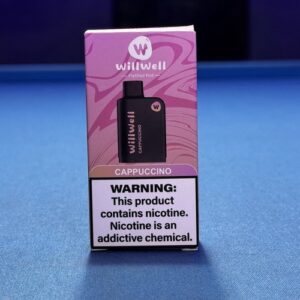 W
willwell
W
willwell
CAPPUCCINO
CAPPUCCINO
WARNING:
This product
contains nicotine.
Nicotine is an
addictive chemical.